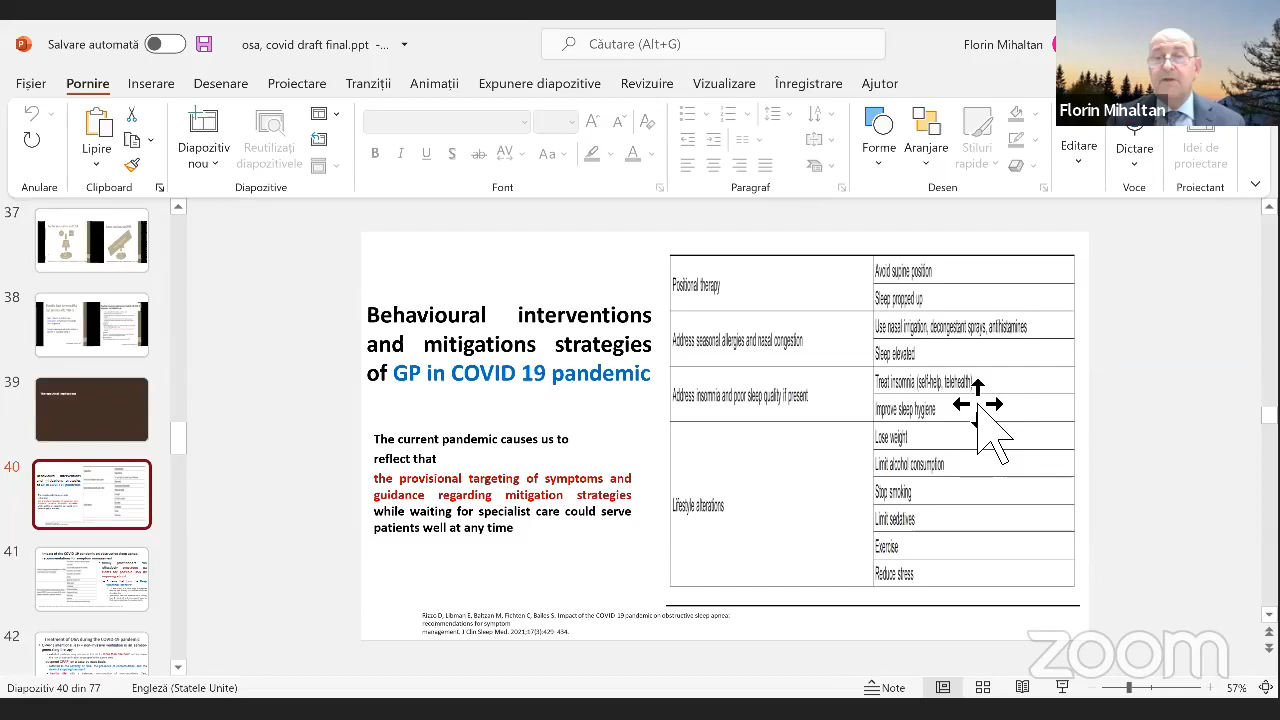 Salvare automată
osa, covid draft final.ppt -...
Căutare (Alt+G)
Florin Mihaltan
Florin Mihaltan
Fișier
Pornire
Inserare
Desenare
Proiectare
Tranziții
Animații
Expunere diapozitive
Revizuire
Vizualizare
Înregistrare
Ajutor
Lipire
Diapozitiv nou
Reutilizați diapozitivele
Forme
Aranjare
Stiluri rapide
Editare
Dictare
Idei de proiectare
Anulare
Clipboard
Diapozitive
Font
Paragraf
Desen
Voce
Proiectant
37
38
39
40
41
42
Behavioural interventions
and mitigations strategies
of GP in COVID 19 pandemic
The current pandemic causes us to
reflect that
the provisional targeting of symptoms and
guidance regarding mitigation strategies
while waiting for specialist care could serve
patients well at any time
Positional therapy
Avoid supine position
Sleep propped up
Address seasonal allergies and nasal congestion
Use nasal irrigation, decongestant sprays, antihistamines
Sleep elevated
Address insomnia and poor sleep quality if present
Treat insomnia (self-help, telehealth)
Improve sleep hygiene
Lifestyle alterations
Lose weight
Limit alcohol consumption
Stop smoking
Limit sedatives
Exercise
Reduce stress
Rizzo D, Libman E, Baltzan M, Fichten C, Bailes S. Impact of the COVID-19 pandemic on obstructive sleep apnea:
recommendations for symptom
management. J Clin Sleep Med. 2021;17(3):429–434.
zoom
Diapozitiv 40 din 77
Engleză (Statele Unite)
Note
57%